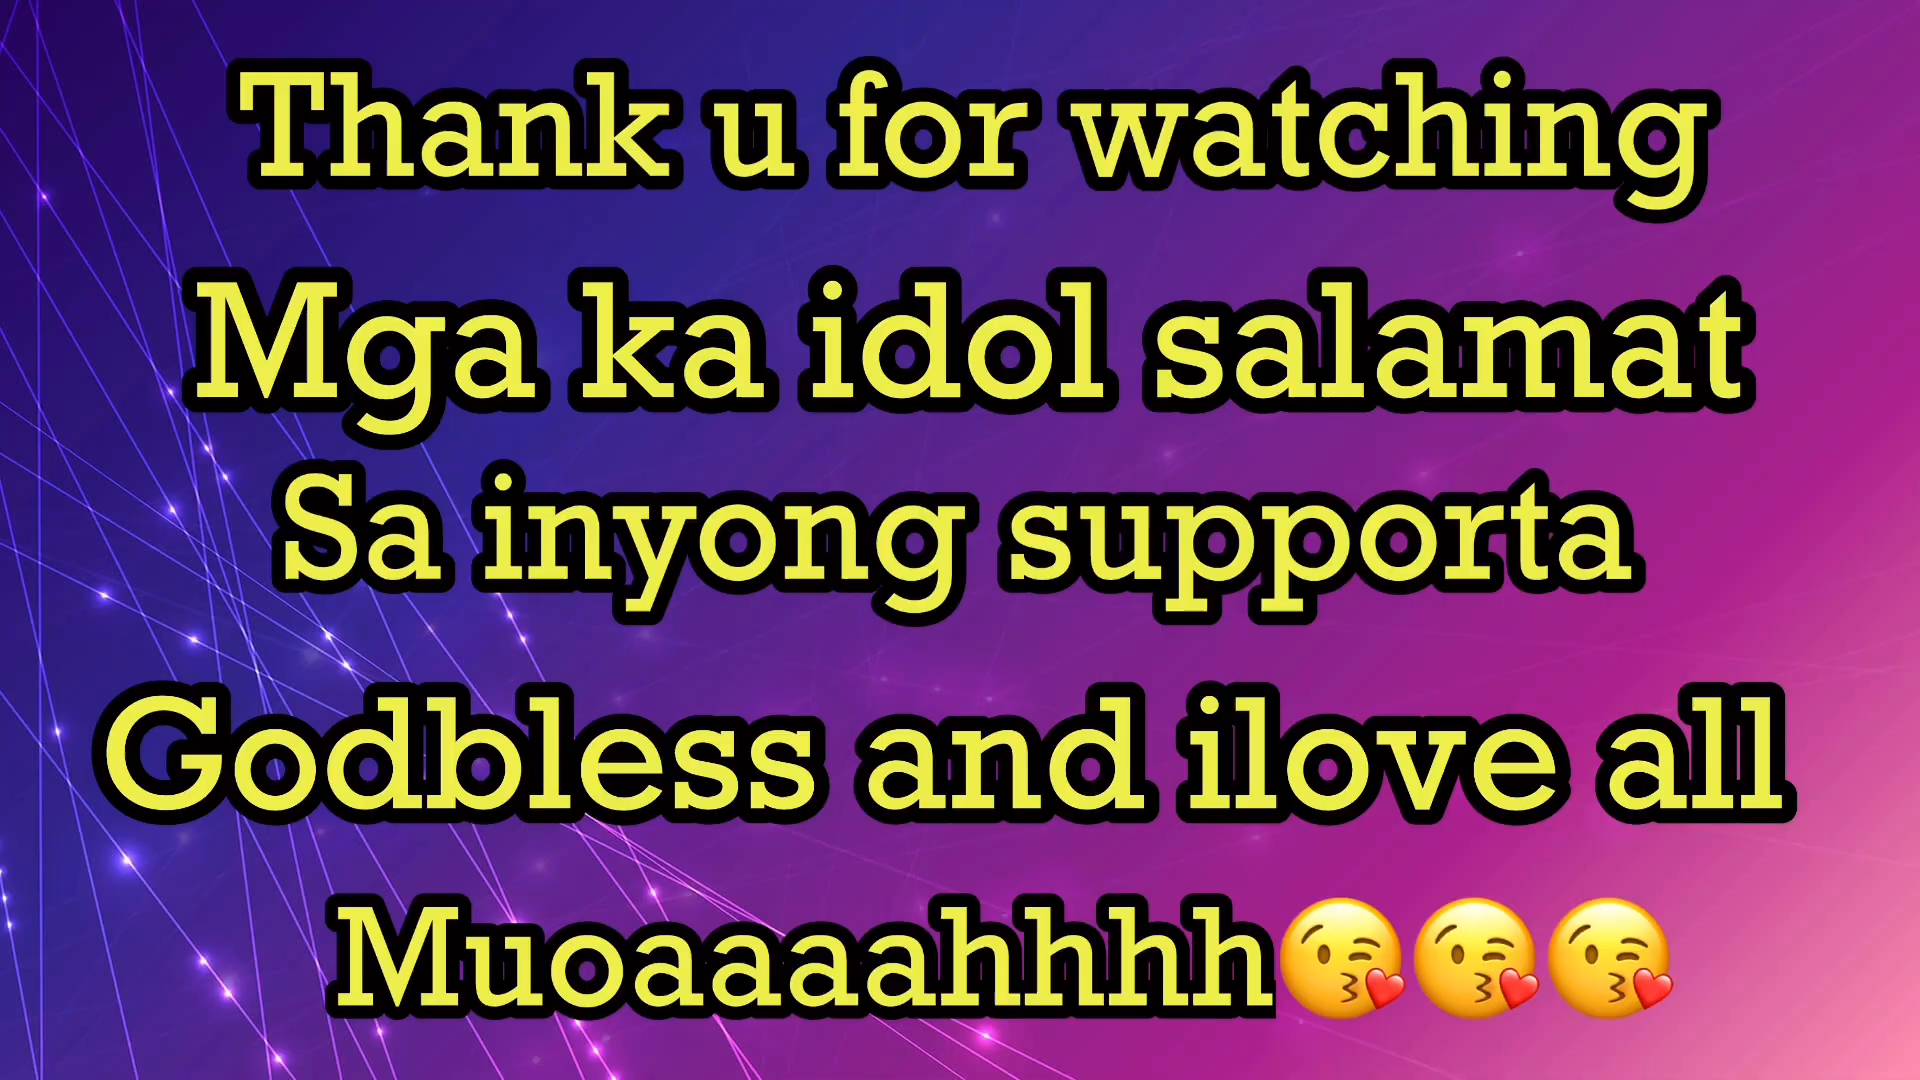 Thank u for watching
Mga ka idol salamat
Sa inyong supporta
Godbless and ilove all
Muoaaaahhhh😘😘😘